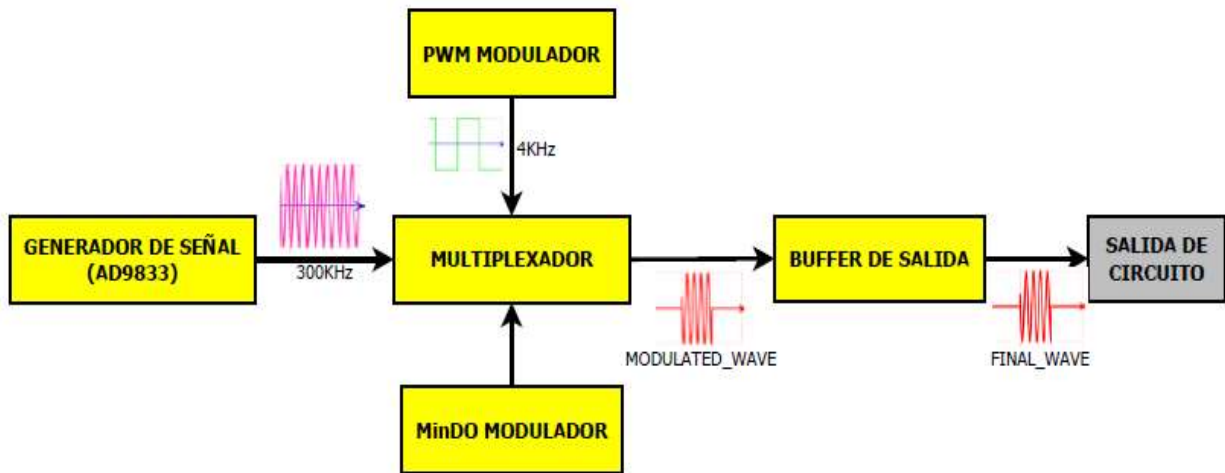 PWM MODULADOR
4KHz
GENERADOR DE SEÑAL
(AD9833)
300KHz
MULTIPLEXADOR
BUFFER DE SALIDA
SALIDA DE
CIRCUITO
MODULATED_WAVE
FINAL_WAVE
MinDO MODULADOR